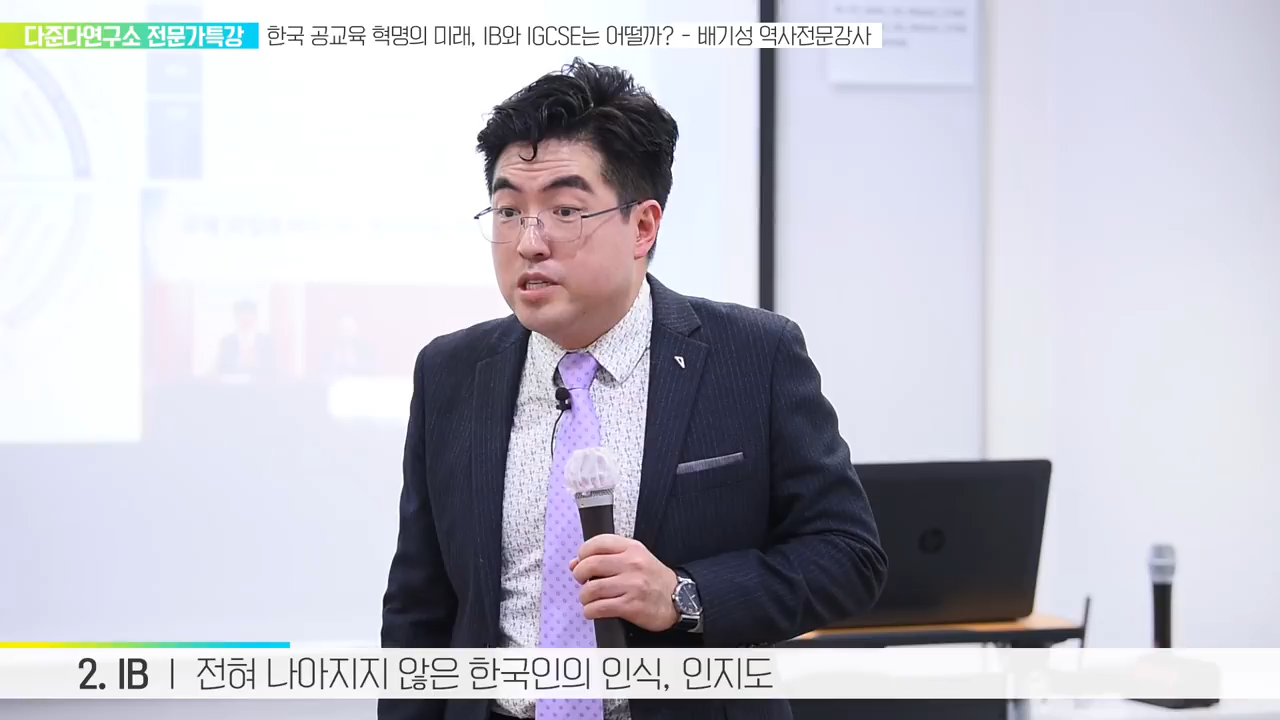 다준다연구소 전문가특강 한국 공교육 혁명의 미래, IB와 IGCSE는 어떨까? - 배기성 역사전문강사
2. IB | 전혀 나아지지 않은 한국인의 인식, 인지도